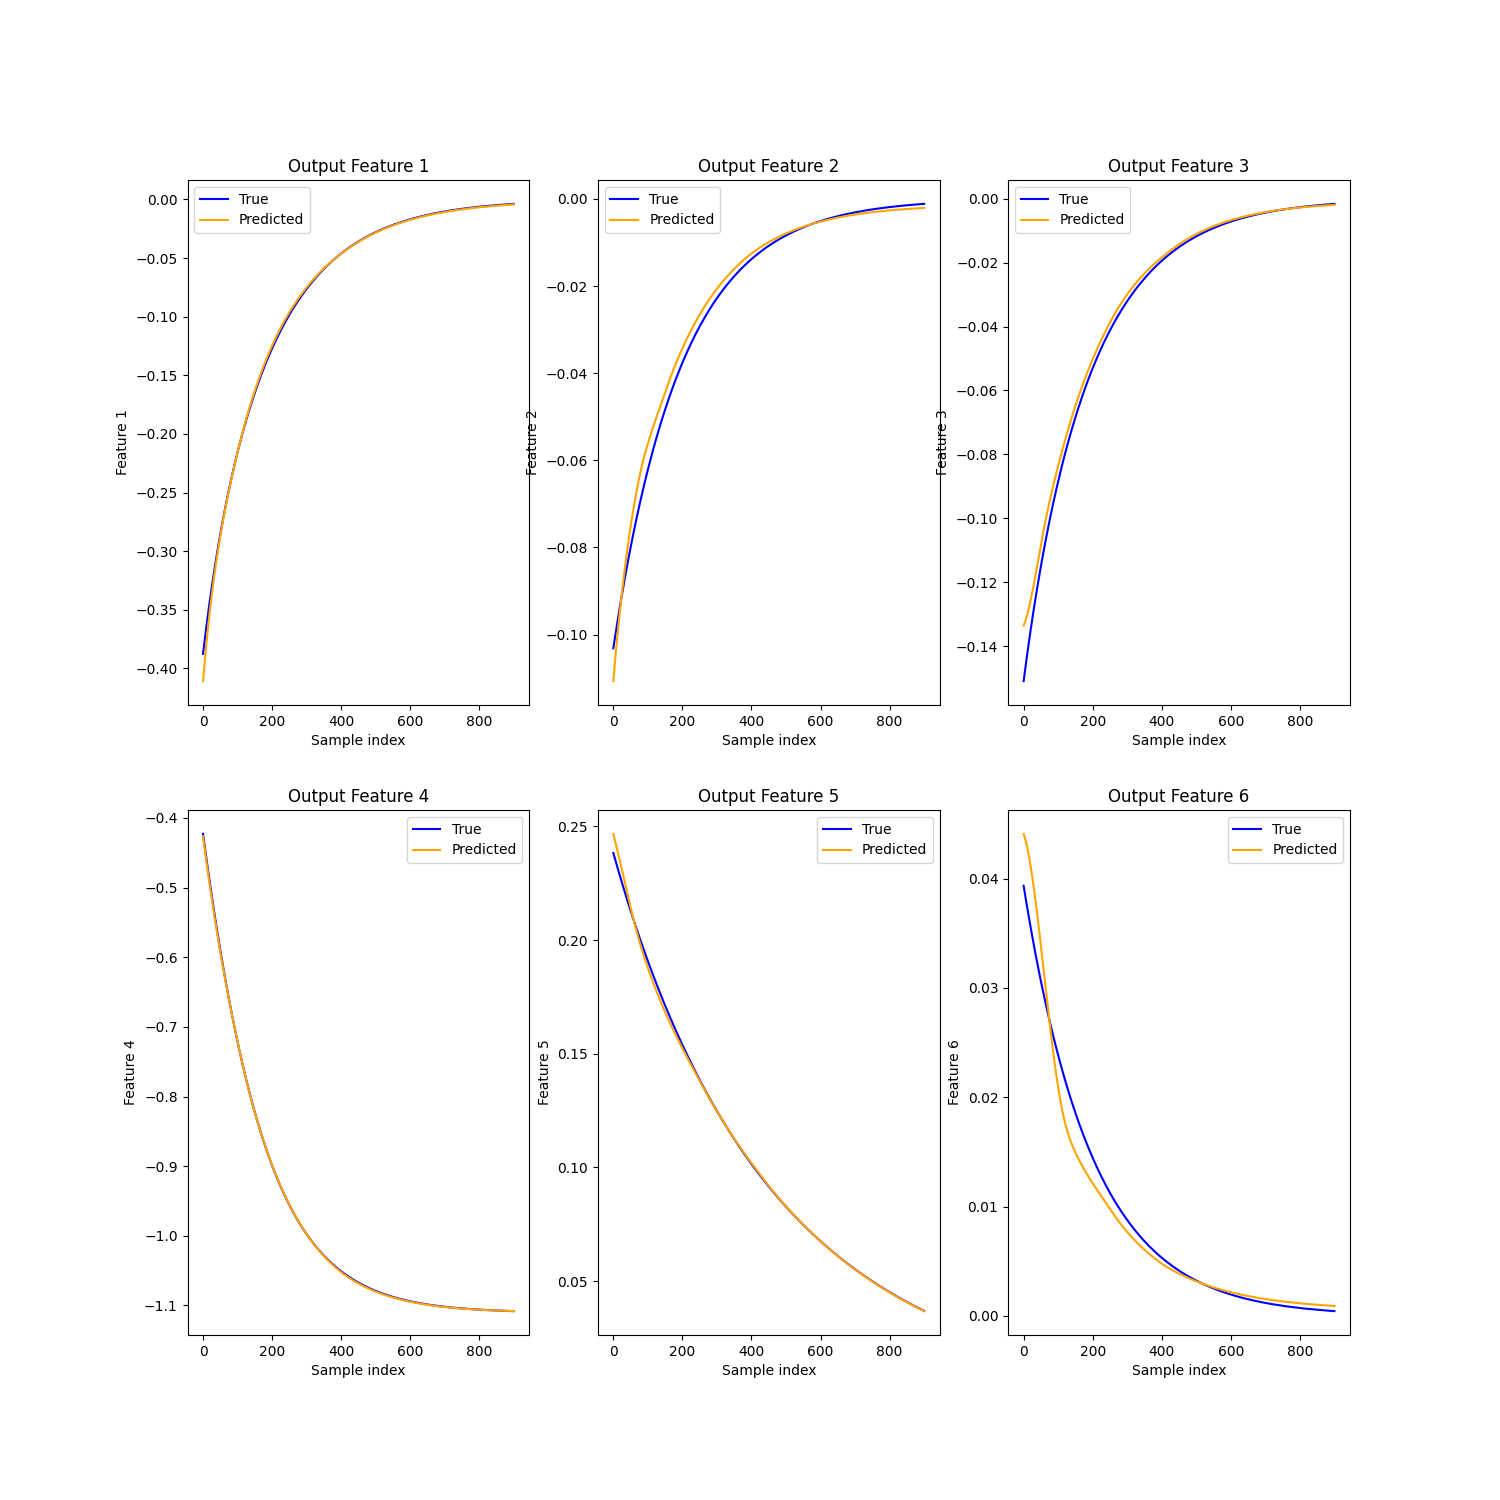 Output Feature 1
True
Predicted
0.00
−0.05
−0.10
−0.15
−0.20
−0.25
−0.30
−0.35
−0.40
Feature 1
0 200 400 600 800
Sample index
Output Feature 2
True
Predicted
0.00
−0.02
−0.04
−0.06
−0.08
−0.10
Feature 2
0 200 400 600 800
Sample index
Output Feature 3
True
Predicted
0.00
−0.02
−0.04
−0.06
−0.08
−0.10
−0.12
−0.14
Feature 3
0 200 400 600 800
Sample index
Output Feature 4
True
Predicted
−0.4
−0.5
−0.6
−0.7
−0.8
−0.9
−1.0
−1.1
Feature 4
0 200 400 600 800
Sample index
Output Feature 5
True
Predicted
0.25
0.20
0.15
0.10
0.05
Feature 5
0 200 400 600 800
Sample index
Output Feature 6
True
Predicted
0.04
0.03
0.02
0.01
0.00
Feature 6
0 200 400 600 800
Sample index